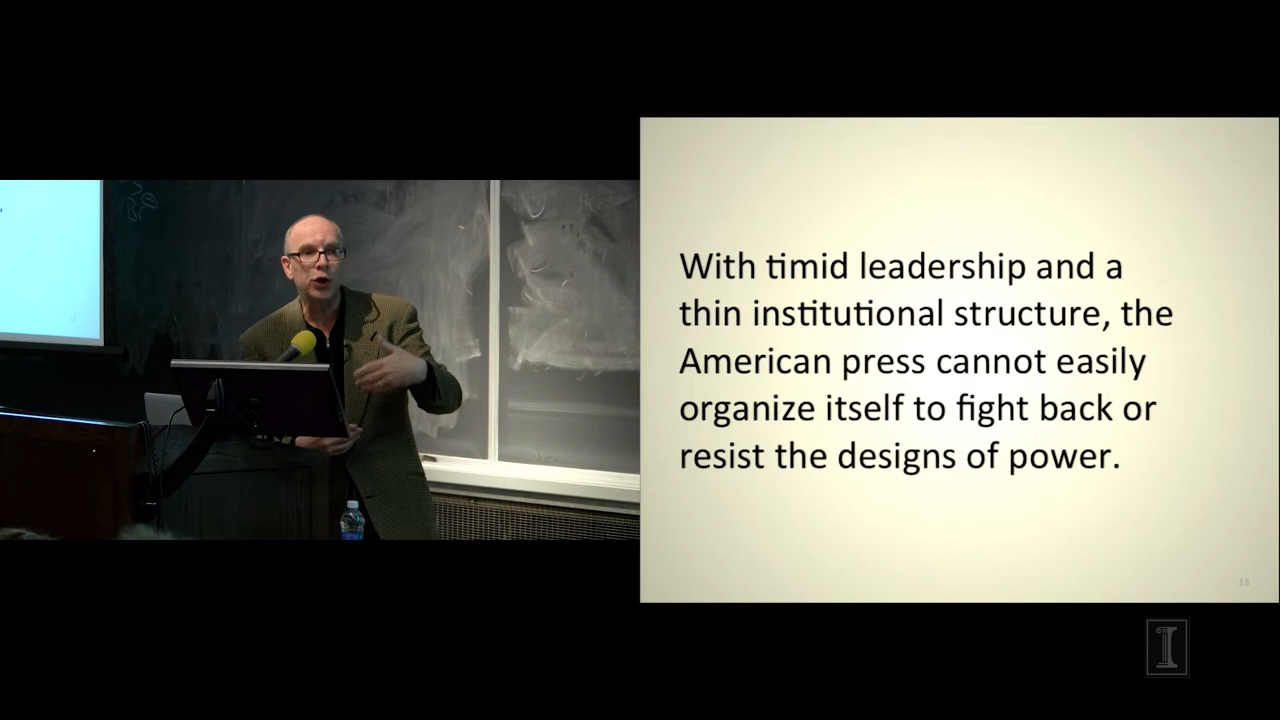 With timid leadership and a
thin institutional structure, the
American press cannot easily
organize itself to fight back or
resist the designs of power.
18
I